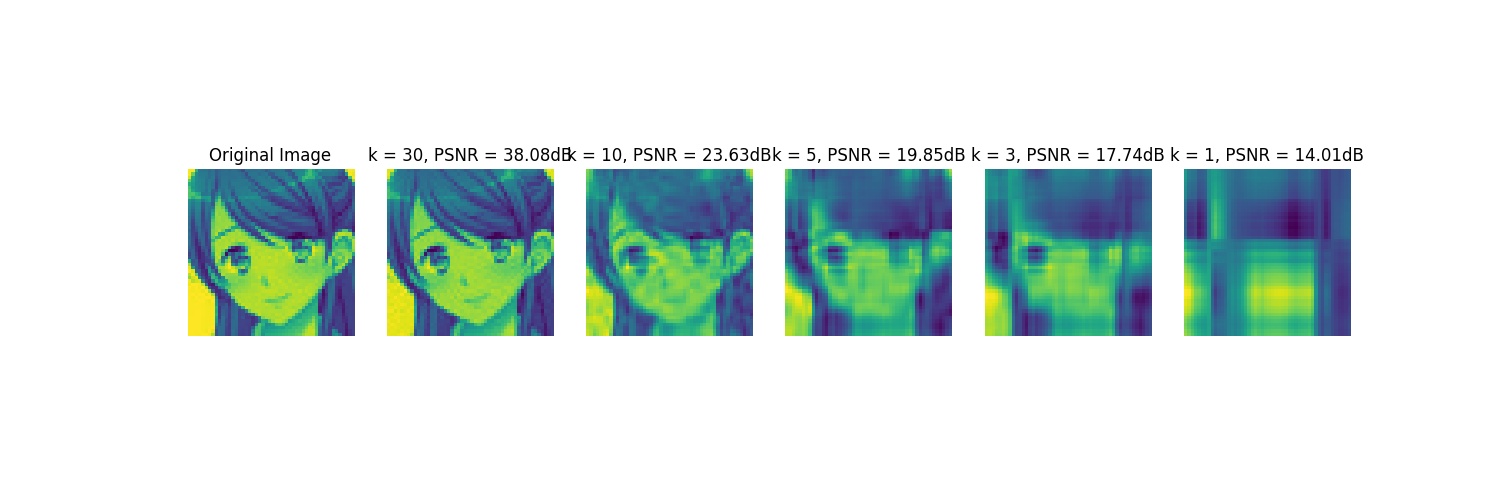 Original Image
k = 30, PSNR = 38.08dB
k = 10, PSNR = 23.63dB
k = 5, PSNR = 19.85dB
k = 3, PSNR = 17.74dB
k = 1, PSNR = 14.01dB